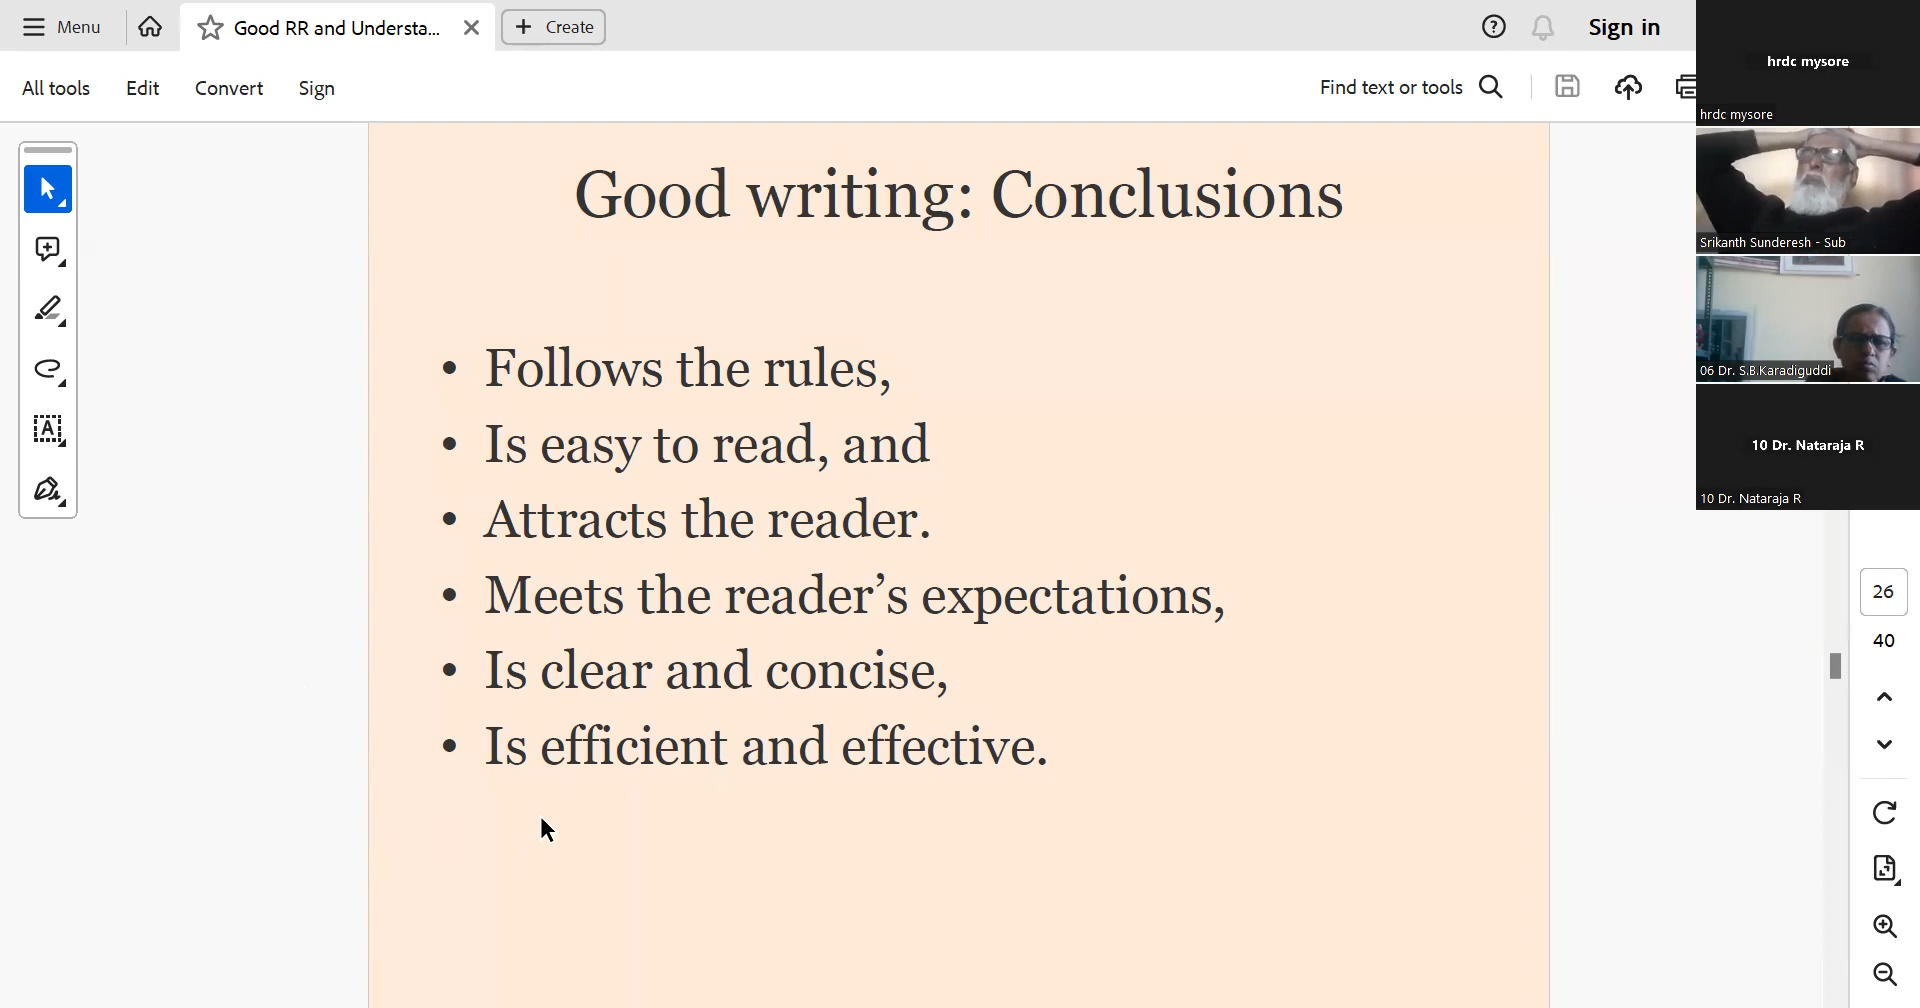 Menu
Good RR and Understa...
Create
Sign in
All tools
Edit
Convert
Sign
Find text or tools
Good writing: Conclusions
• Follows the rules,
• Is easy to read, and
• Attracts the reader.
• Meets the reader’s expectations,
• Is clear and concise,
• Is efficient and effective.
hrdc mysore
hrdc mysore
Srikanth Sunderesh - Sub
06 Dr. S.B.Karadiguddi
10 Dr. Nataraja R
10 Dr. Nataraja R
26
40